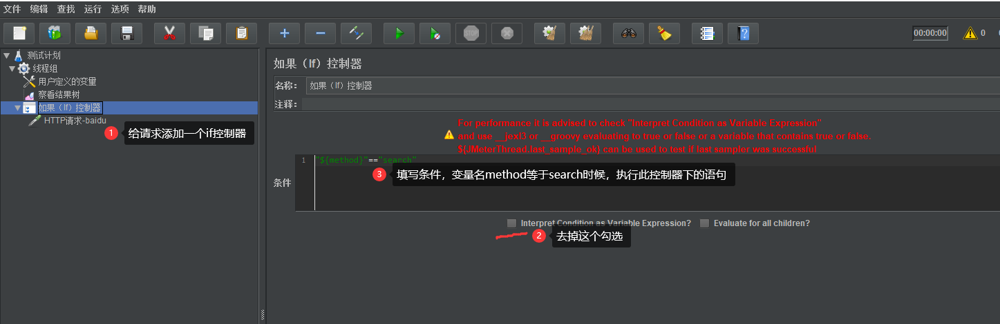 文件 编辑 查找 运行 选项 帮助
STOP
00:00:00
0
测试计划
线程组
用户定义的变量
察看结果树
如果（If）控制器
HTTP请求-baidu
1 给请求添加一个if控制器
如果（If）控制器
名称： 如果（If）控制器
注释：
For performance it is advised to check "Interpret Condition as Variable Expression"
and use __jexl3 or __groovy evaluating to true or false or a variable that contains true or false.
${JMeterThread.last_sample_ok} can be used to test if last sampler was successful
1 "${method}"=="search"
3 填写条件，变量名method等于search时候，执行此控制器下的语句
条件
Interpret Condition as Variable Expression? Evaluate for all children?
2 去掉这个勾选